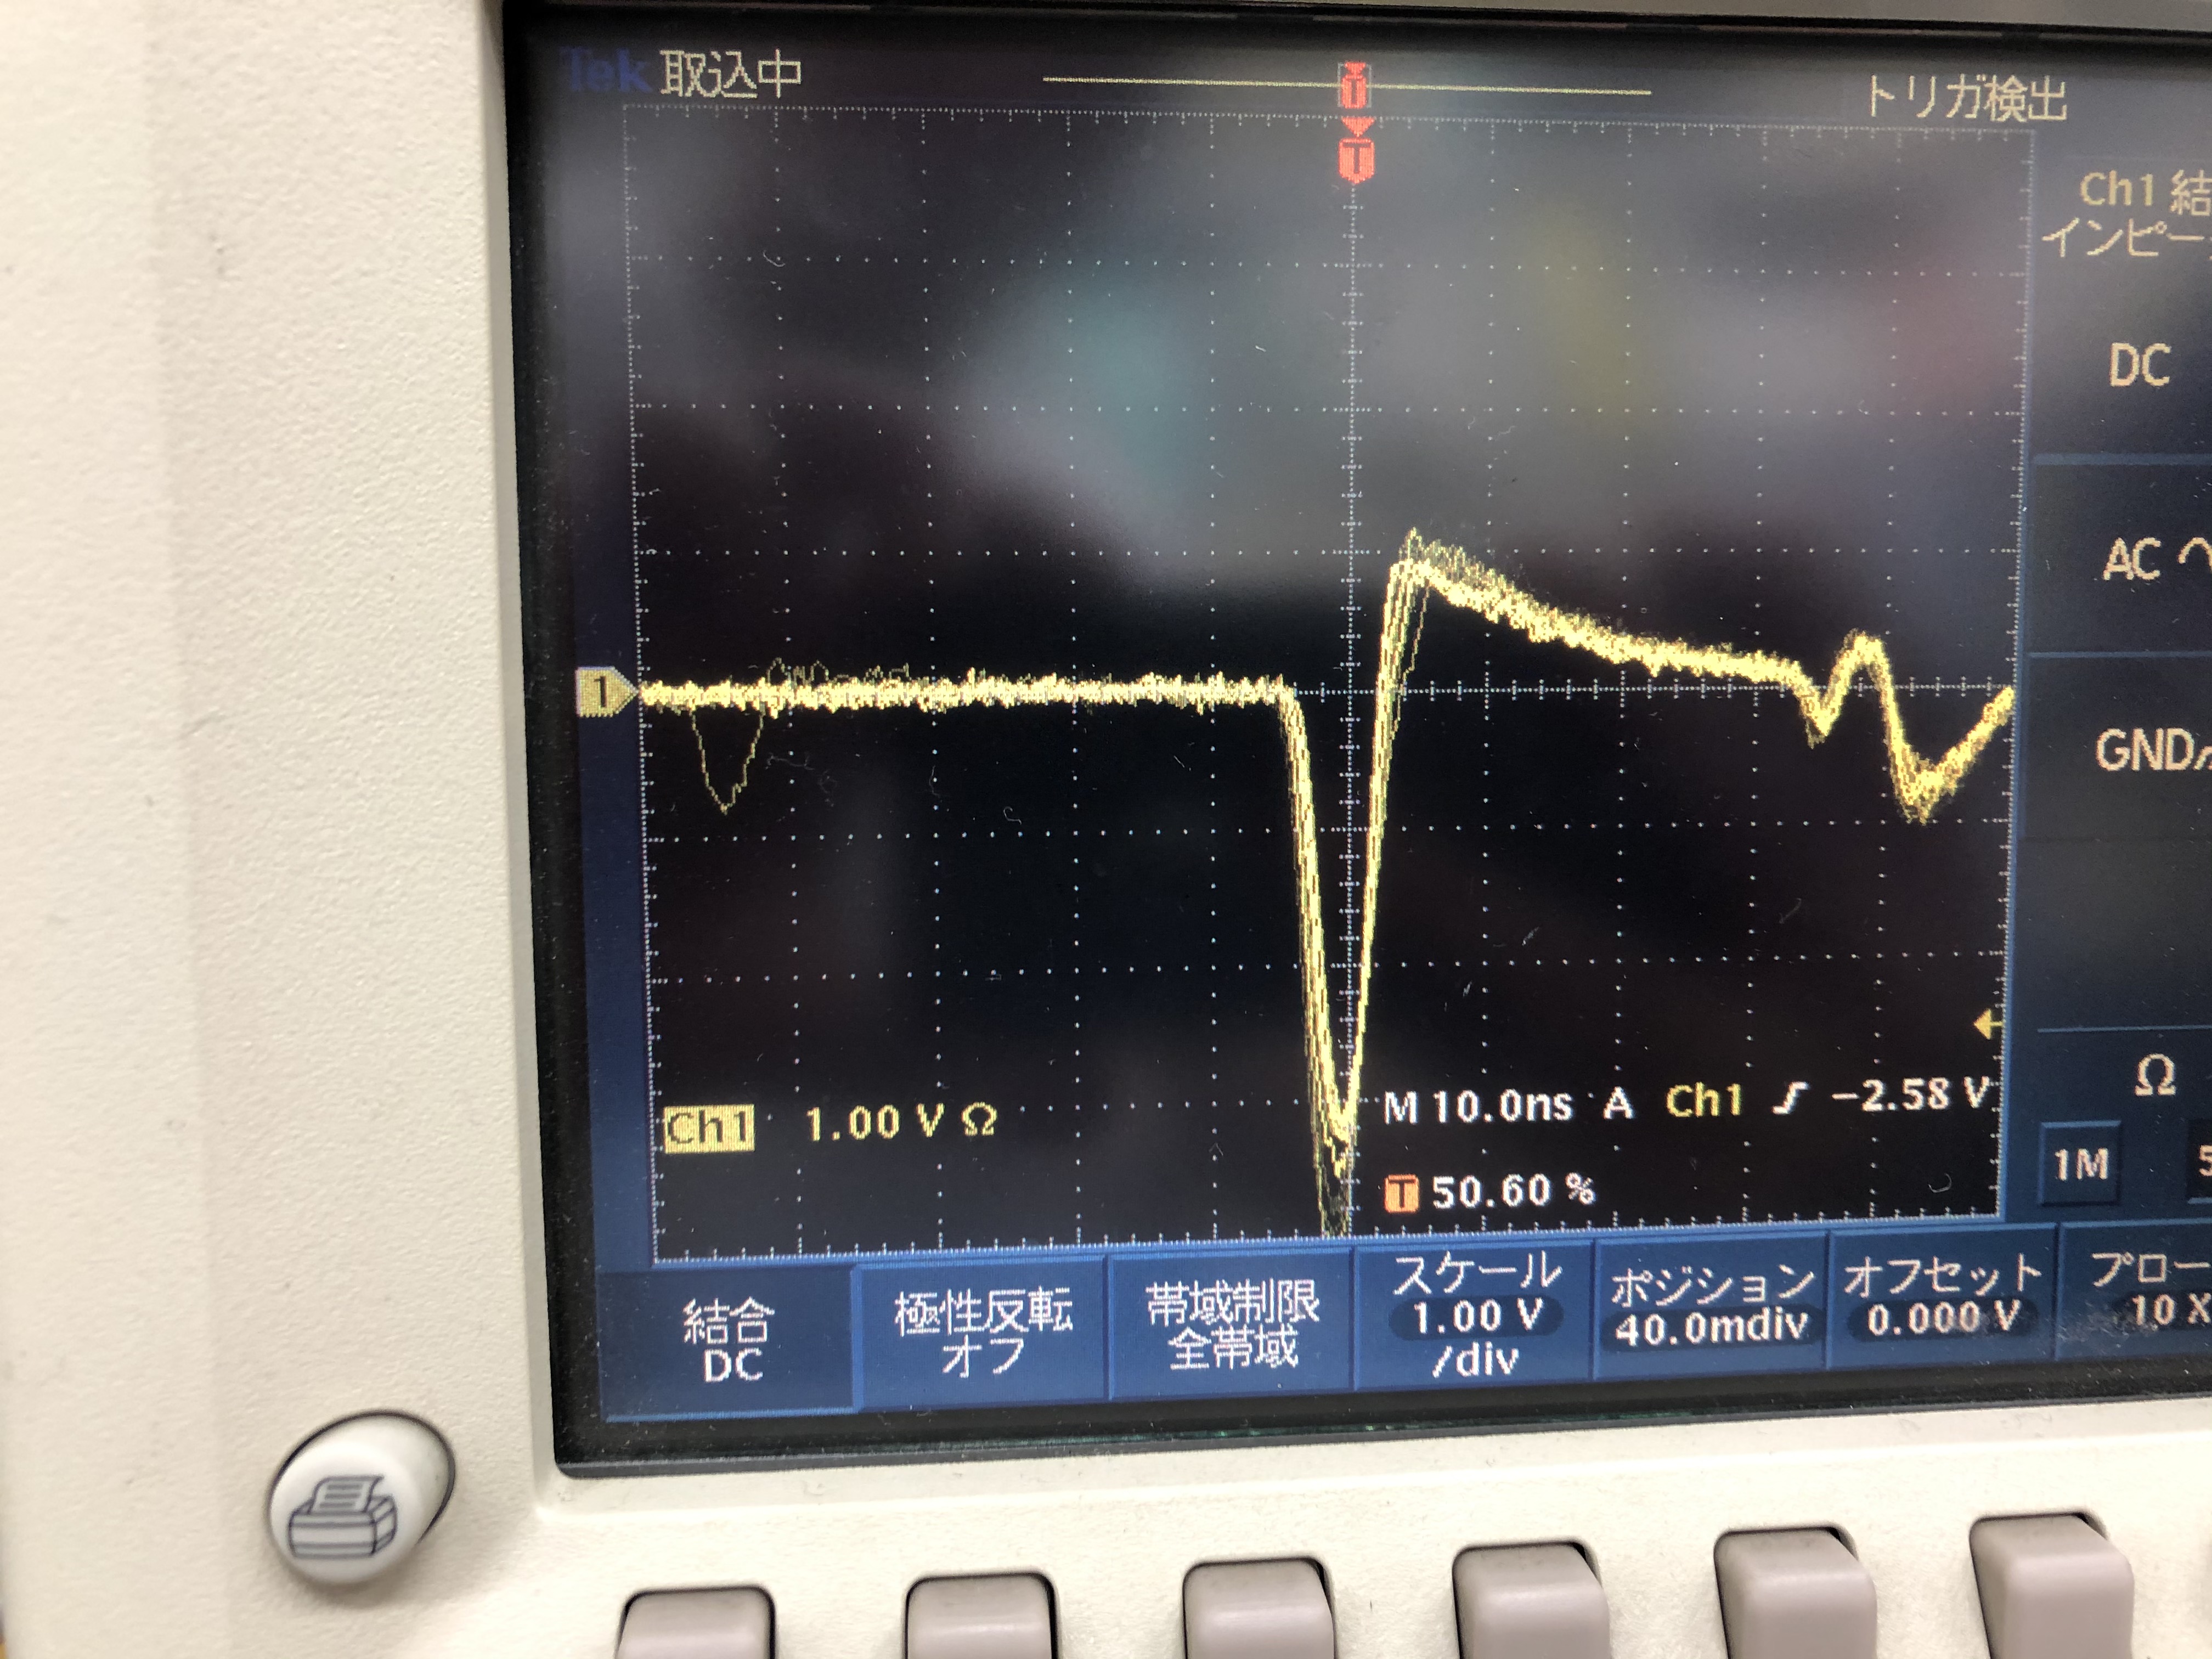 Tek 取込中
トリガ検出
Ch1 結
インピー
DC
AC
GND
Ω
1M
1
Ch1 1.00 V Ω
M 10.0ns A Ch1 -2.58 V
T 50.60 %
結合
DC
極性反転
オフ
帯域制限
全帯域
スケール
1.00 V
/div
ポジション
40.0mdiv
オフセット
0.000 V
プロー
10 X